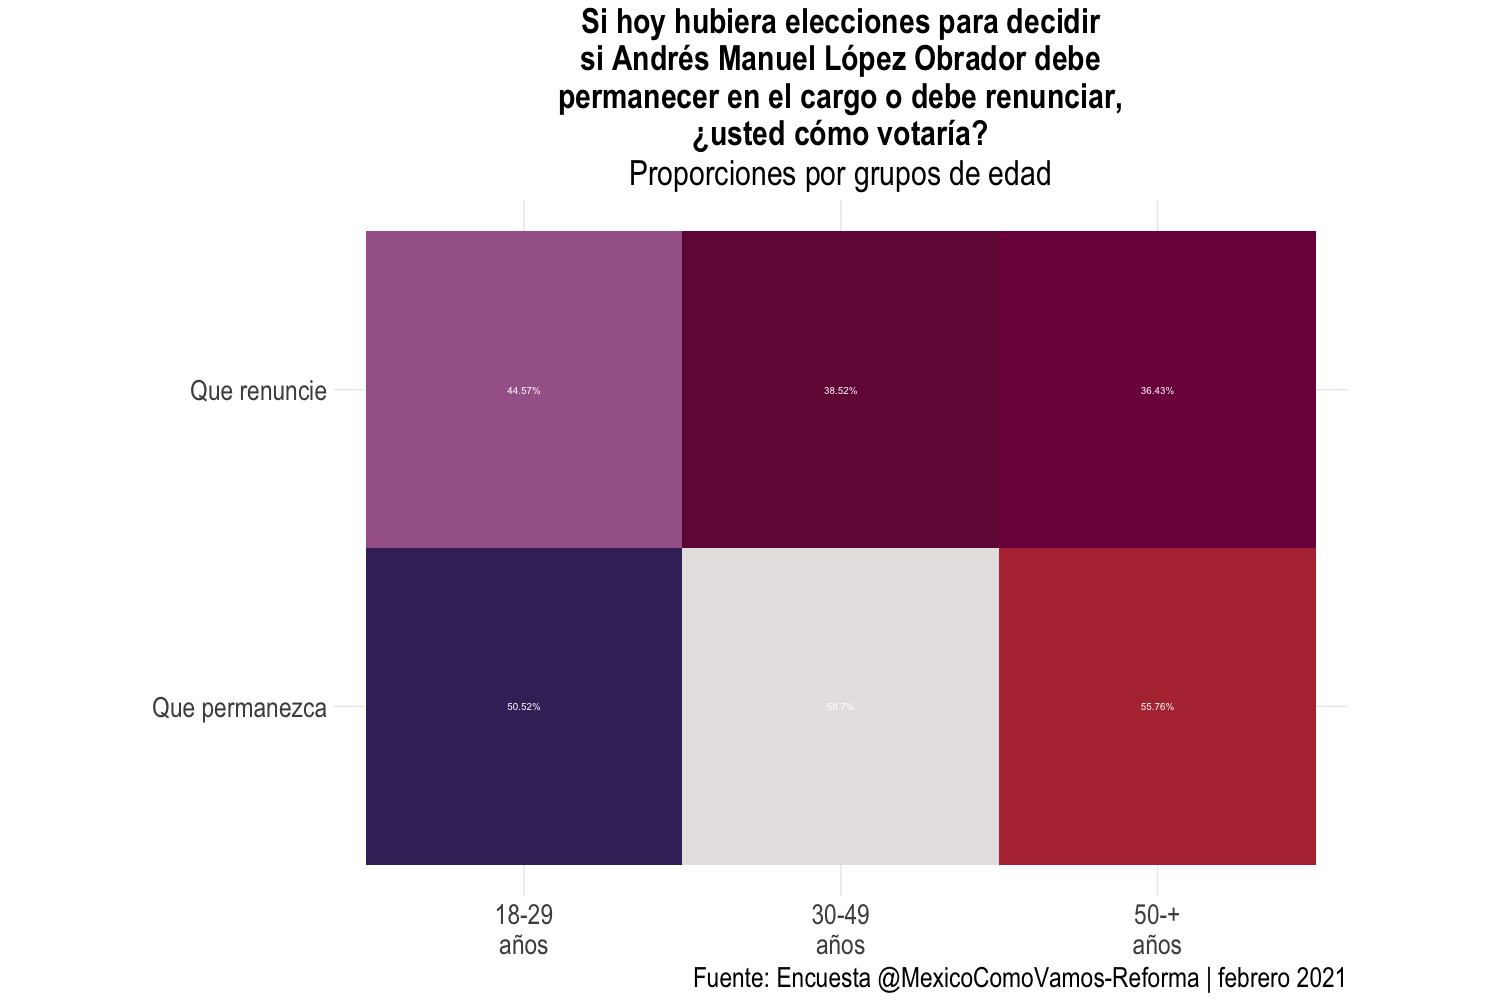 Si hoy hubiera elecciones para decidir
si Andrés Manuel López Obrador debe
permanecer en el cargo o debe renunciar,
¿usted cómo votaría?
Proporciones por grupos de edad
Que renuncie
44.57%
38.52%
36.43%
Que permanezca
50.52%
58.7%
55.76%
18-29
años
30-49
años
50-+
años
Fuente: Encuesta @MexicoComoVamos-Reforma | febrero 2021